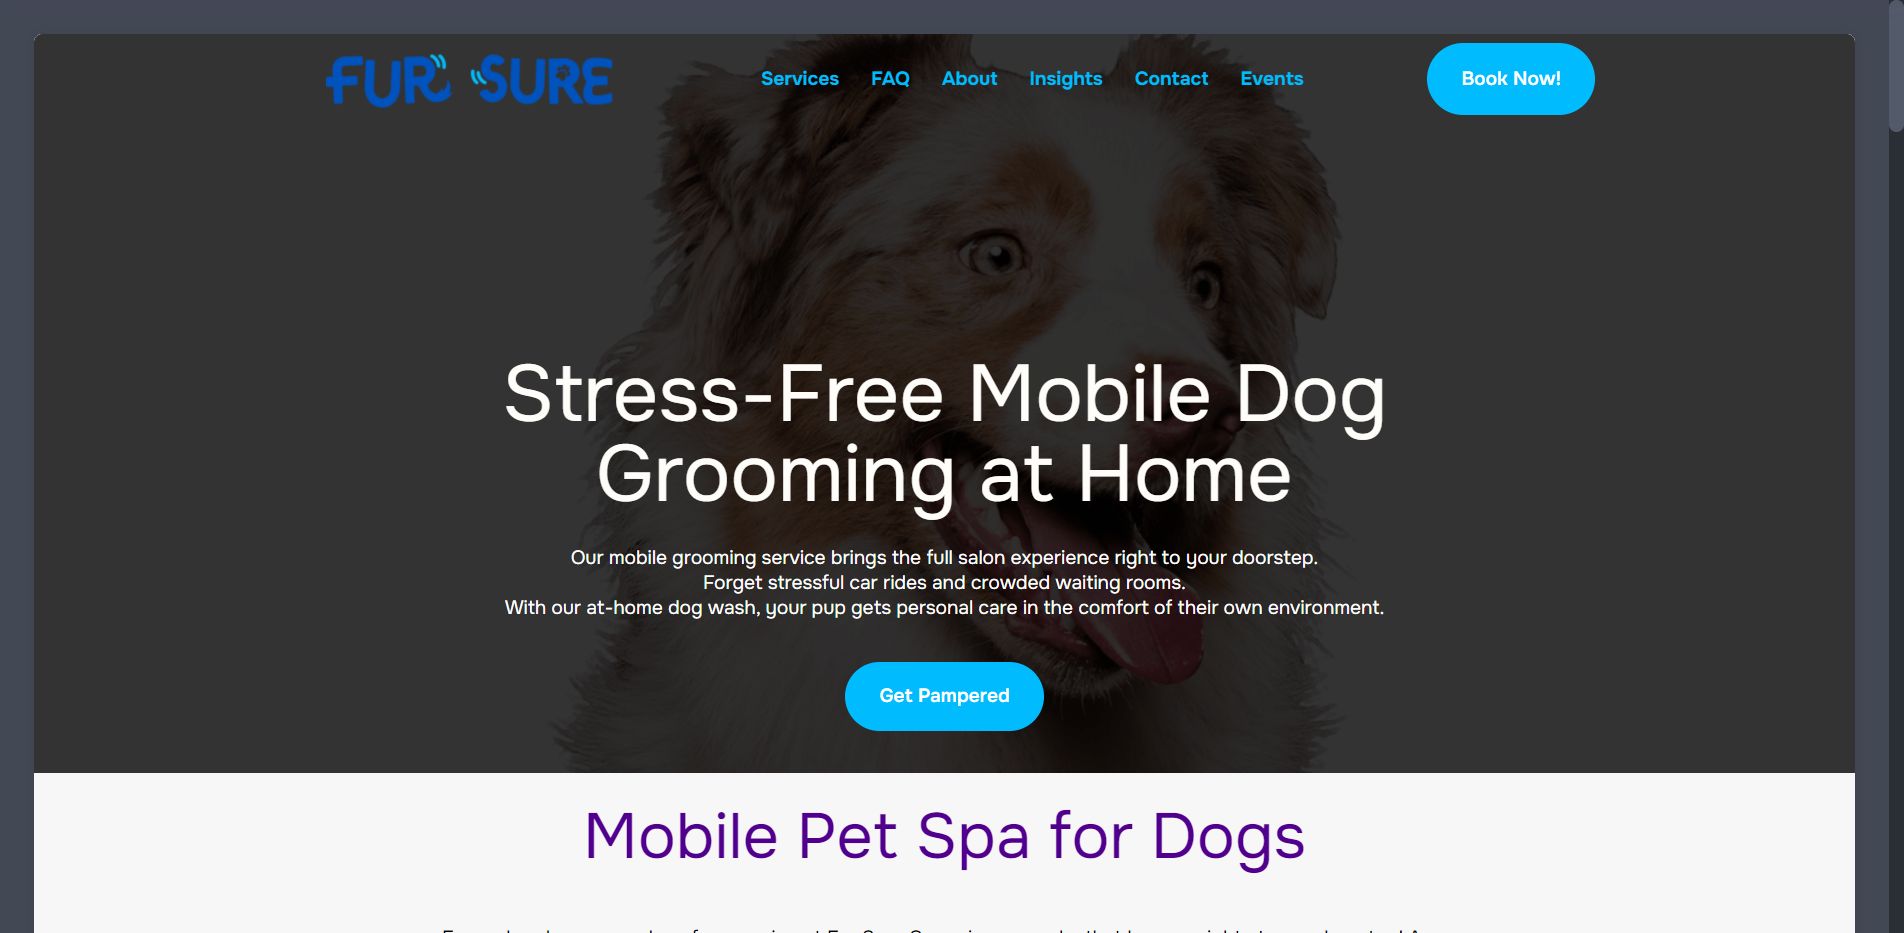 FUR SURE
Services FAQ About Insights Contact Events
Book Now!
Stress-Free Mobile Dog
Grooming at Home
Our mobile grooming service brings the full salon experience right to your doorstep.
Forget stressful car rides and crowded waiting rooms.
With our at-home dog wash, your pup gets personal care in the comfort of their own environment.
Get Pampered
Mobile Pet Spa for Dogs